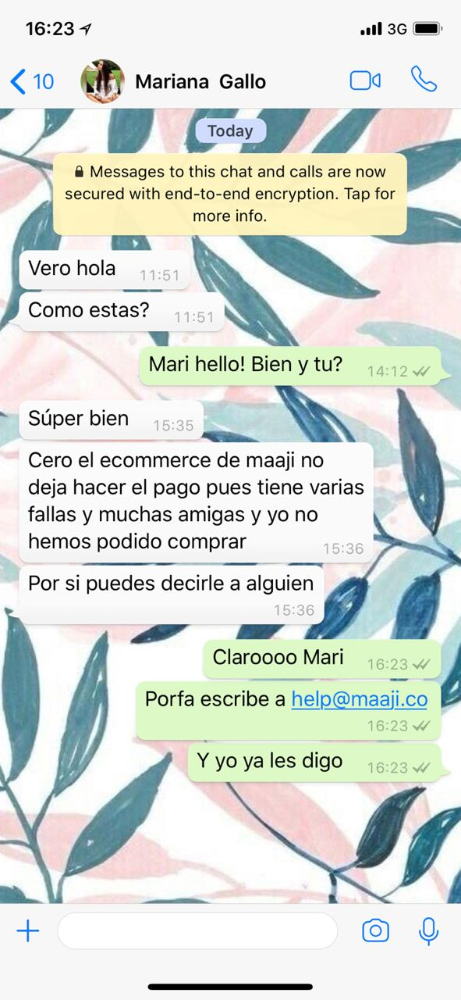 16:23
3G
10
Mariana Gallo
Today
Messages to this chat and calls are now
secured with end-to-end encryption. Tap for
more info.
Vero hola
11:51
Como estas?
11:51
Mari hello! Bien y tu?
14:12
Súper bien
15:35
Cero el ecommerce de maaji no
deja hacer el pago pues tiene varias
fallas y muchas amigas y yo no
hemos podido comprar
15:36
Por si puedes decirle a alguien
15:36
Claroooo Mari
16:23
Porfa escribe a help@maaji.co
16:23
Y yo ya les digo
16:23